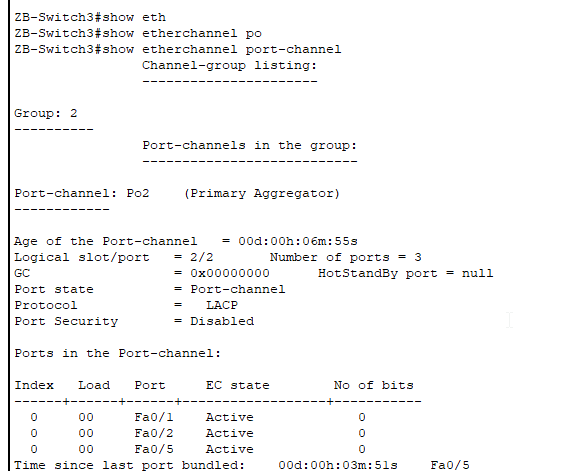 ZB-Switch3#show eth
ZB-Switch3#show etherchannel po
ZB-Switch3#show etherchannel port-channel
                Channel-group listing:
                ----------------------

Group: 2
----------
                Port-channels in the group:
                ---------------------------

Port-channel: Po2    (Primary Aggregator)
------------

Age of the Port-channel   = 00d:00h:06m:55s
Logical slot/port   = 2/2       Number of ports = 3
GC                  = 0x00000000      HotStandBy port = null
Port state          = Port-channel
Protocol            =   LACP
Port Security       = Disabled

Ports in the Port-channel:

Index   Load   Port     EC state        No of bits
------+------+------+------------------+-----------
  0     00     Fa0/1    Active             0
  0     00     Fa0/2    Active             0
  0     00     Fa0/5    Active             0
Time since last port bundled:    00d:00h:03m:51s    Fa0/5